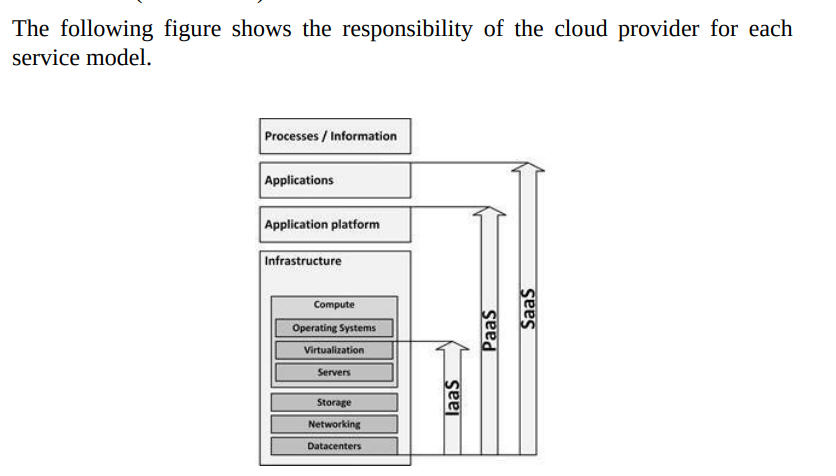 The following figure shows the responsibility of the cloud provider for each
service model.
Processes / Information
Applications
Application platform
Infrastructure
Compute
Operating Systems
Virtualization
Servers
Storage
Networking
Datacenters
IaaS
PaaS
SaaS